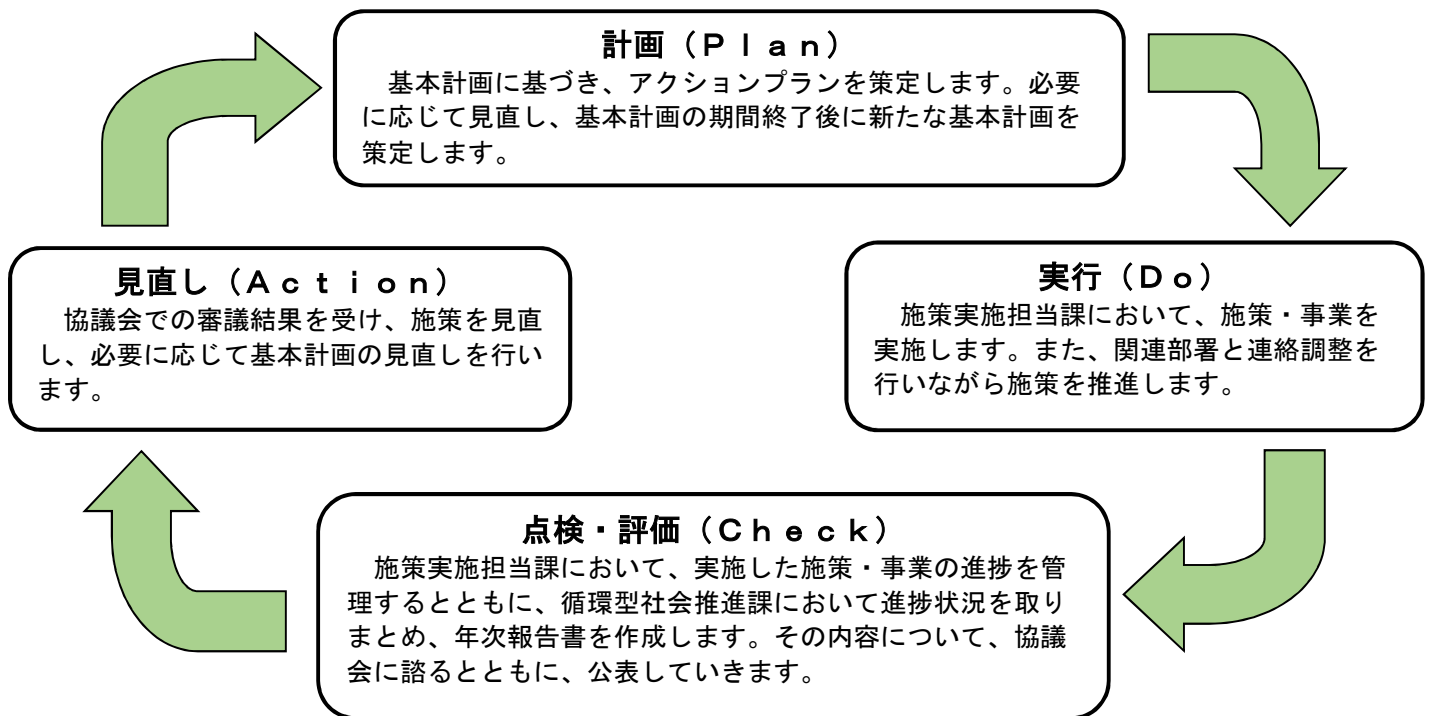 計画（Ｐｌａｎ）
基本計画に基づき、アクションプランを策定します。必要
に応じて見直し、基本計画の期間終了後に新たな基本計画を
策定します。
見直し（Ａｃｔｉｏｎ）
協議会での審議結果を受け、施策を見直
し、必要に応じて基本計画の見直しを行い
ます。
実行（Ｄｏ）
施策実施担当課において、施策・事業を
実施します。また、関連部署と連絡調整を
行いながら施策を推進します。
点検・評価（Ｃｈｅｃｋ）
施策実施担当課において、実施した施策・事業の進捗を管
理するとともに、循環型社会推進課において進捗状況を取り
まとめ、年次報告書を作成します。その内容について、協議
会に諮るとともに、公表していきます。